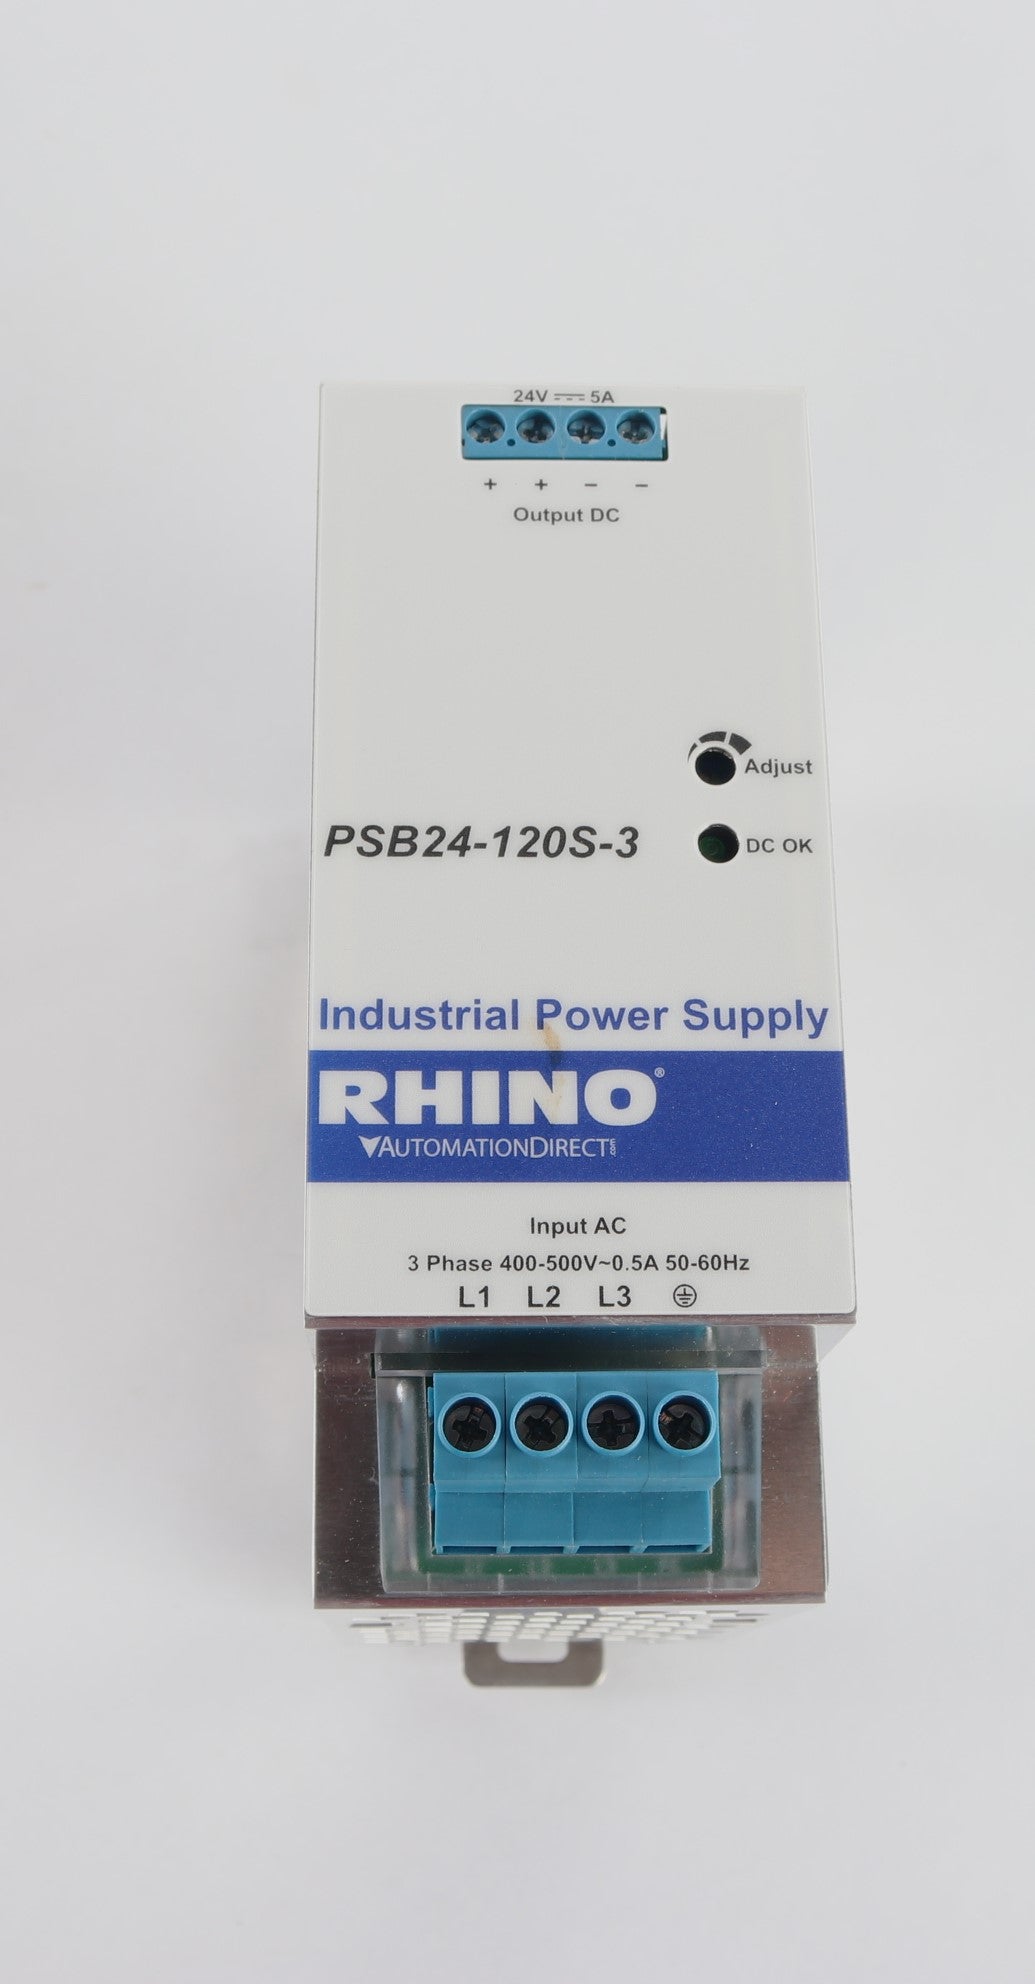 24V ⎓ 5A
+ + − −
Output DC
Adjust
PSB24-120S-3
DC OK
Industrial Power Supply
RHINO®
AUTOMATIONDIRECT.com
Input AC
3 Phase 400-500V~0.5A 50-60Hz
L1 L2 L3 ⏚